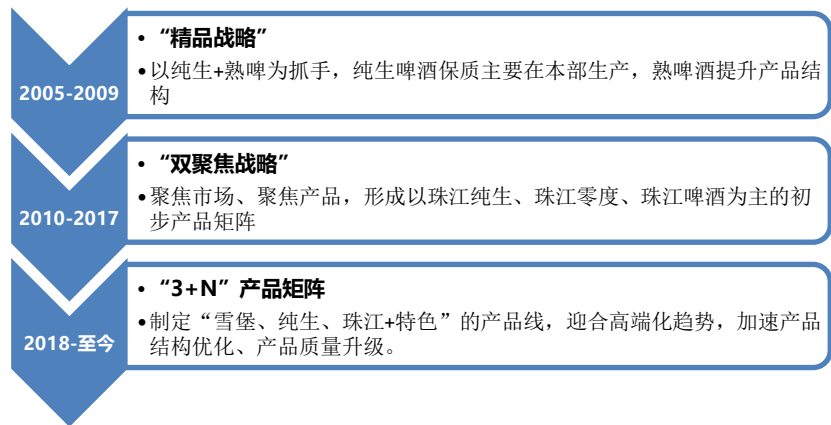 2005-2009
• “精品战略”
•以纯生+熟啤为抓手，纯生啤酒保质主要在本部生产，熟啤酒提升产品结
构
2010-2017
• “双聚焦战略”
•聚焦市场、聚焦产品，形成以珠江纯生、珠江零度、珠江啤酒为主的初
步产品矩阵
2018-至今
• “3+N”产品矩阵
•制定“雪堡、纯生、珠江+特色”的产品线，迎合高端化趋势，加速产品
结构优化、产品质量升级。